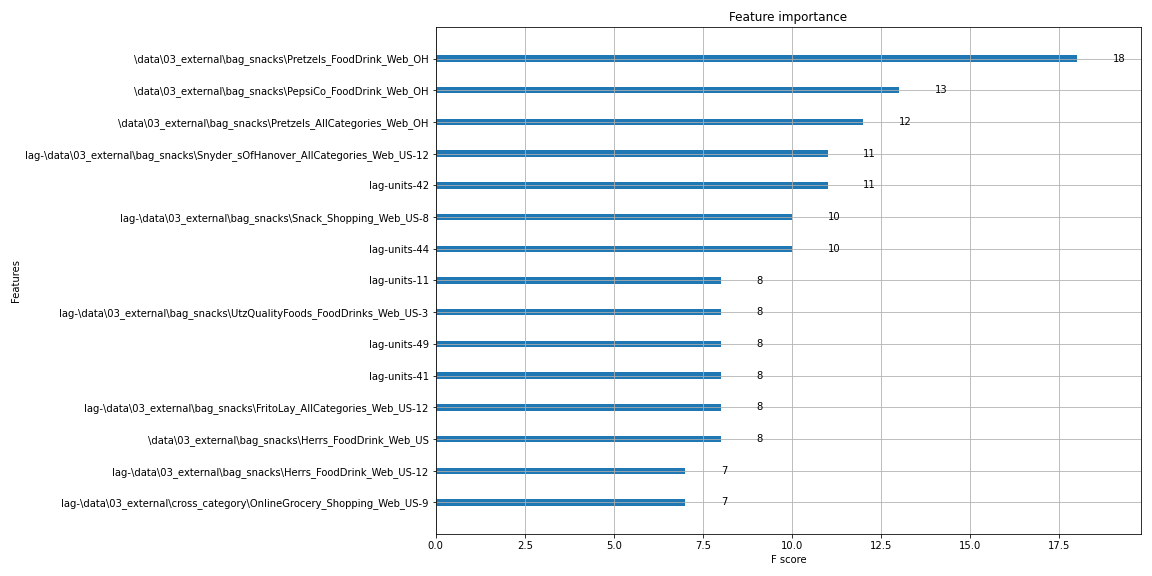 Feature importance
\data\03_external\bag_snacks\Pretzels_FoodDrink_Web_OH 18
\data\03_external\bag_snacks\PepsiCo_FoodDrink_Web_OH 13
\data\03_external\bag_snacks\Pretzels_AllCategories_Web_OH 12
lag-\data\03_external\bag_snacks\Snyder_sOfHanover_AllCategories_Web_US-12 11
lag-units-42 11
lag-\data\03_external\bag_snacks\Snack_Shopping_Web_US-8 10
lag-units-44 10
lag-units-11 8
lag-\data\03_external\bag_snacks\UtzQualityFoods_FoodDrinks_Web_US-3 8
lag-units-49 8
lag-units-41 8
lag-\data\03_external\bag_snacks\FritoLay_AllCategories_Web_US-12 8
\data\03_external\bag_snacks\Herrs_FoodDrink_Web_US 8
lag-\data\03_external\bag_snacks\Herrs_FoodDrink_Web_US-12 7
lag-\data\03_external\cross_category\OnlineGrocery_Shopping_Web_US-9 7
Features
0.0 2.5 5.0 7.5 10.0 12.5 15.0 17.5
F score